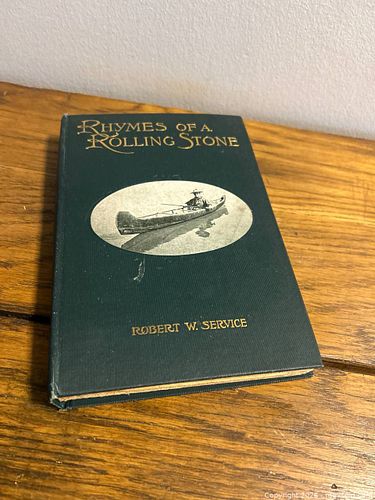 RHYMES OF A
ROLLING STONE
ROBERT W. SERVICE